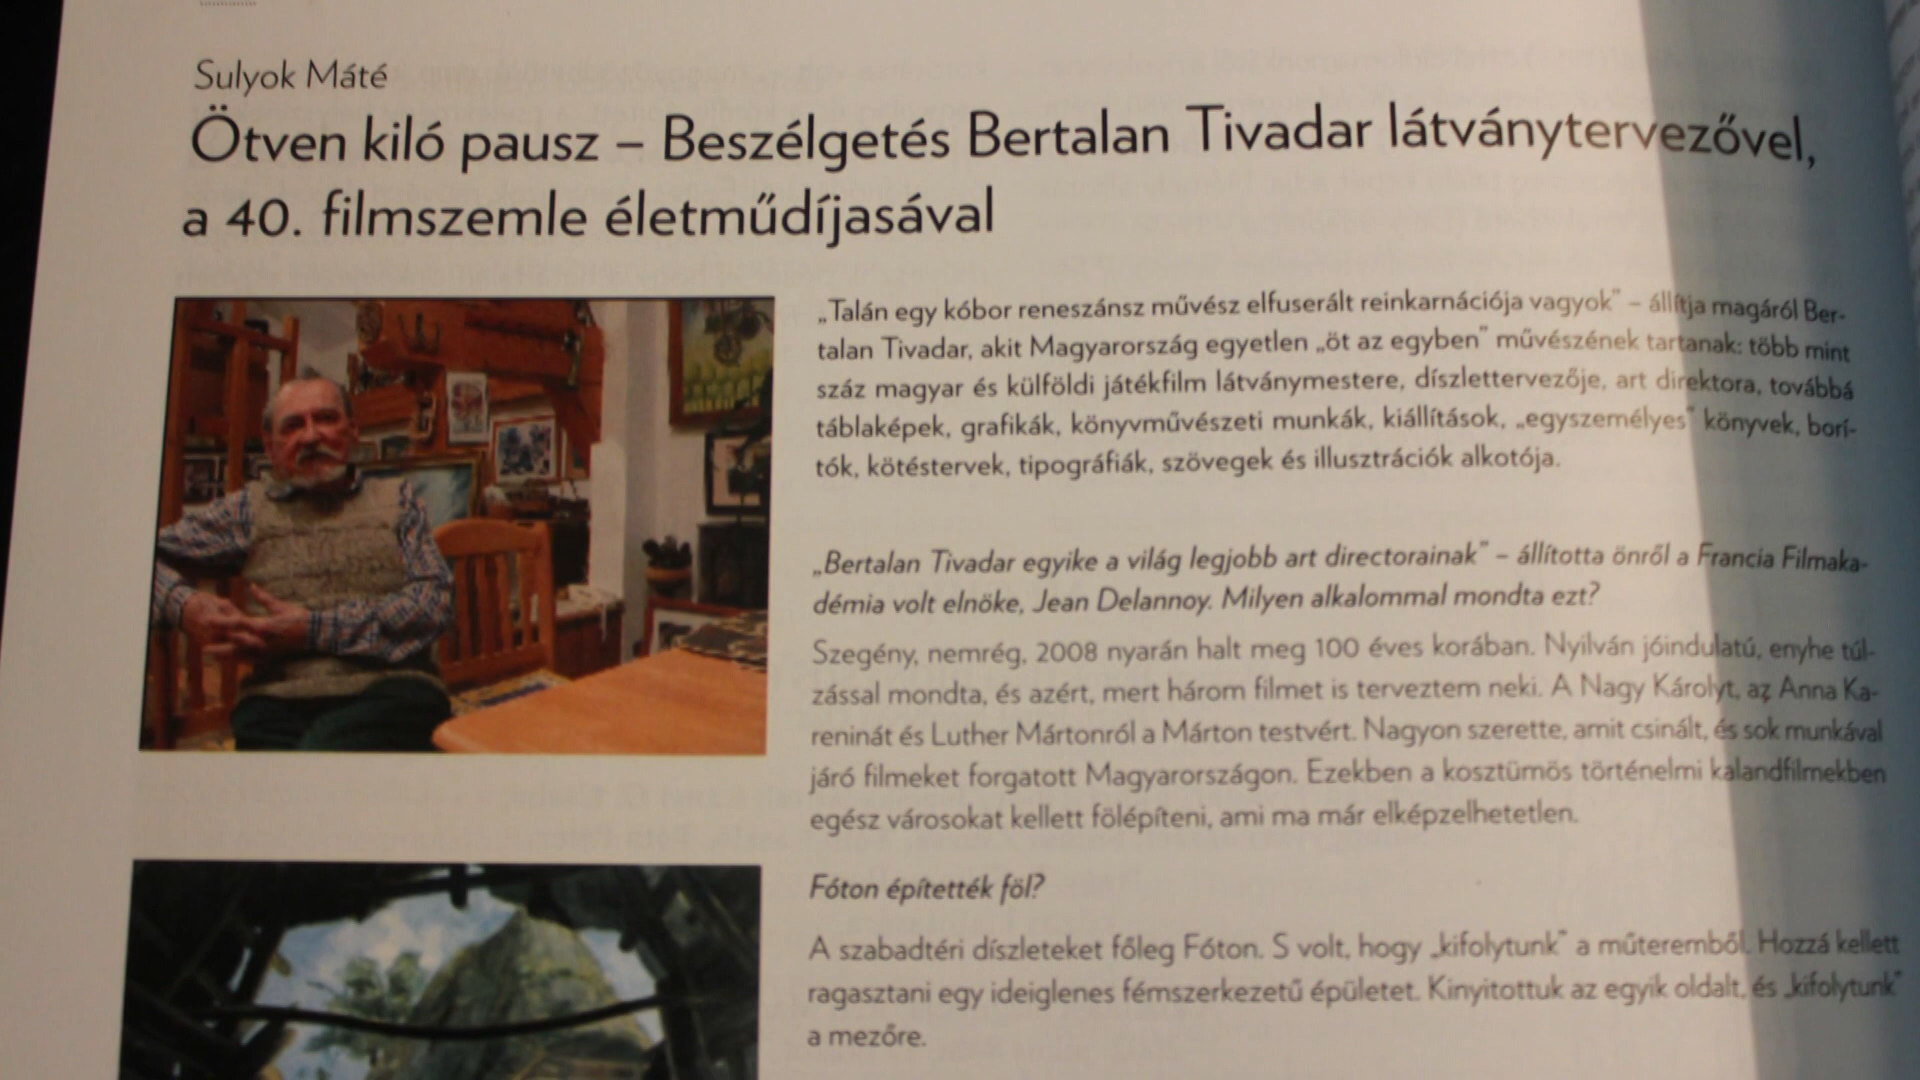 Sulyok Máté
Ötven kiló pausz – Beszélgetés Bertalan Tivadar látványtervezővel,
a 40. filmszemle életműdíjasával
„Talán egy kóbor reneszánsz művész elfuserált reinkarnációja vagyok” – állítja magáról Ber-
talan Tivadar, akit Magyarország egyetlen „öt az egyben” művészének tartanak: több mint
száz magyar és külföldi játékfilm látványmestere, díszlettervezője, art direktora, továbbá
táblaképek, grafikák, könyvművészeti munkák, kiállítások, „egyszemélyes” könyvek, borí-
tók, kötéstervek, tipográfiák, szövegek és illusztrációk alkotója.
„Bertalan Tivadar egyike a világ legjobb art directorainak” – állította önről a Francia Filmaka-
démia volt elnöke, Jean Delannoy. Milyen alkalommal mondta ezt?
Szegény, nemrég, 2008 nyarán halt meg 100 éves korában. Nyilván jóindulatú, enyhe túl-
zással mondta, és azért, mert három filmet is terveztem neki. A Nagy Károlyt, az Anna Ka-
reninát és Luther Mártonról a Márton testvért. Nagyon szerette, amit csinált, és sok munkával
járó filmeket forgatott Magyarországon. Ezekben a kosztümös történelmi kalandfilmekben
egész városokat kellett fölépíteni, ami ma már elképzelhetetlen.
Fóton építették föl?
A szabadtéri díszleteket főleg Fóton. S volt, hogy „kifolytunk” a műteremből. Hozzá kellett
ragasztani egy ideiglenes fémszerkezetű épületet. Kinyitottuk az egyik oldalt, és „kifolytunk”
a mezőre.